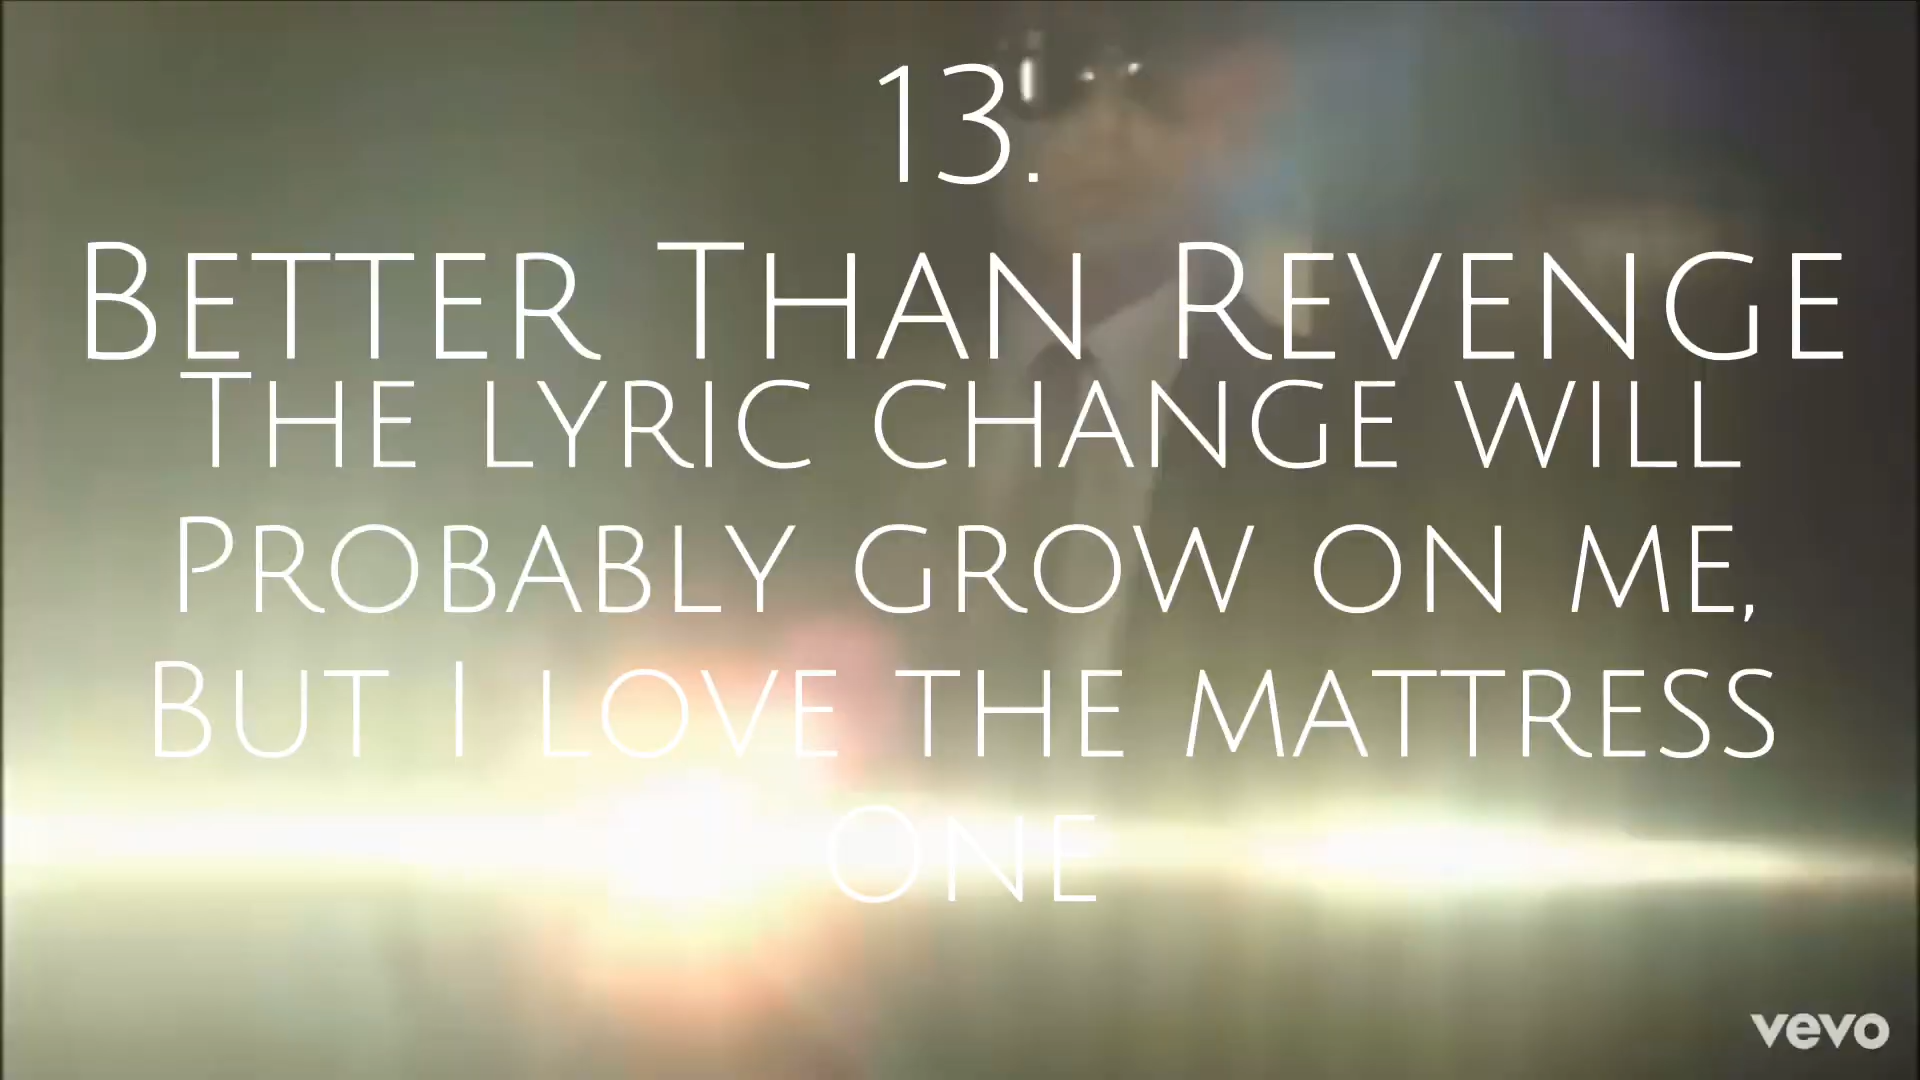 13.
Better Than Revenge
The lyric change will
Probably grow on me,
But I love the mattress
One
vevo